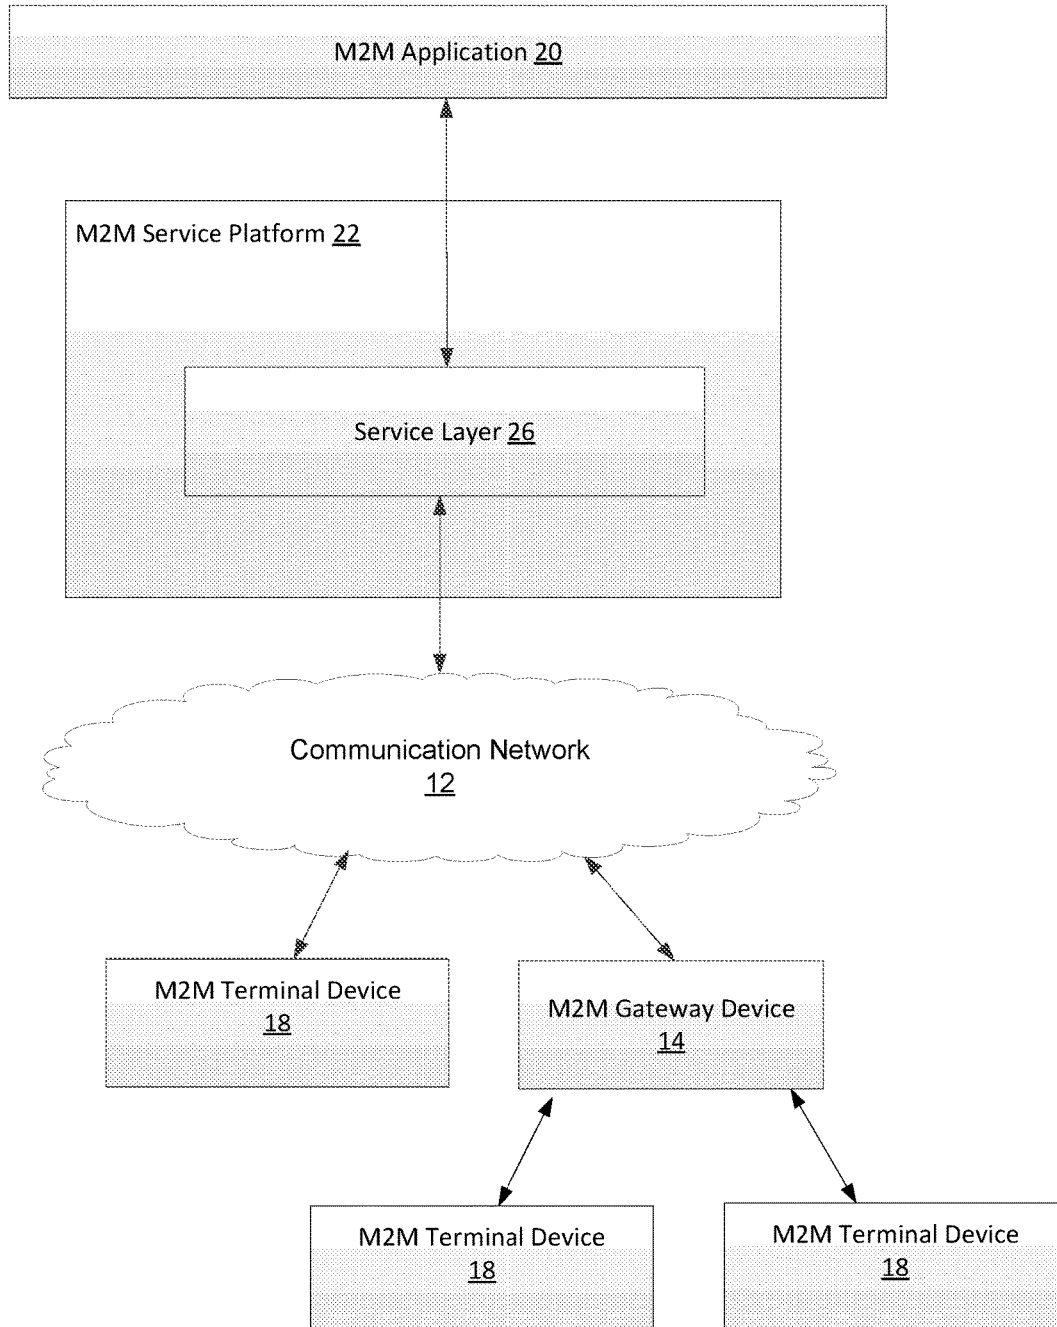 M2M Application 20
M2M Service Platform 22
Service Layer 26
Communication Network
12
M2M Terminal Device
18
M2M Gateway Device
14
M2M Terminal Device
18
M2M Terminal Device
18